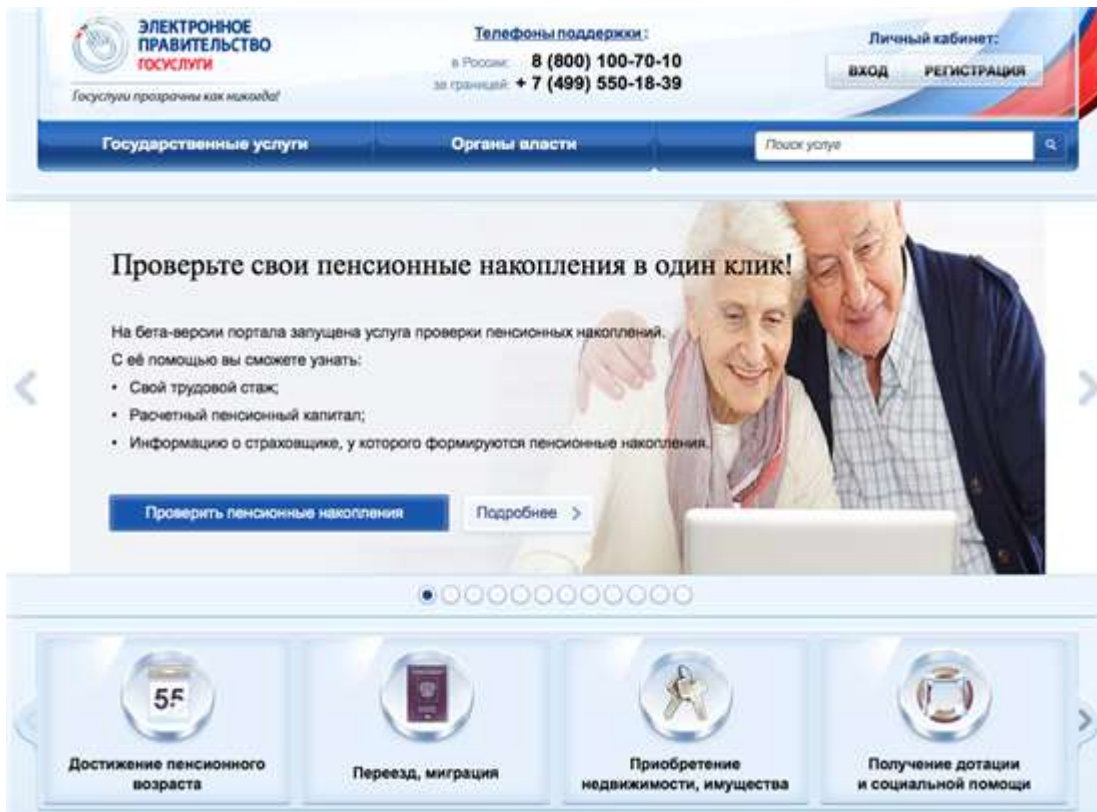 ЭЛЕКТРОННОЕ
ПРАВИТЕЛЬСТВО
ГОСУСЛУГИ
Госуслуги прозрачны как никогда!
Телефоны поддержки:
в России: 8 (800) 100-70-10
за границей: + 7 (499) 550-18-39
Личный кабинет:
ВХОД РЕГИСТРАЦИЯ
Государственные услуги
Органы власти
Поиск услуг
Проверьте свои пенсионные накопления в один клик!
На бета-версии портала запущена услуга проверки пенсионных накоплений.
С её помощью вы сможете узнать:
• Свой трудовой стаж;
• Расчетный пенсионный капитал;
• Информацию о страховщике, у которого формируются пенсионные накопления.
Проверить пенсионные накопления
Подробнее
55
Достижение пенсионного
возраста
Переезд, миграция
Приобретение
недвижимости, имущества
Получение дотации
и социальной помощи